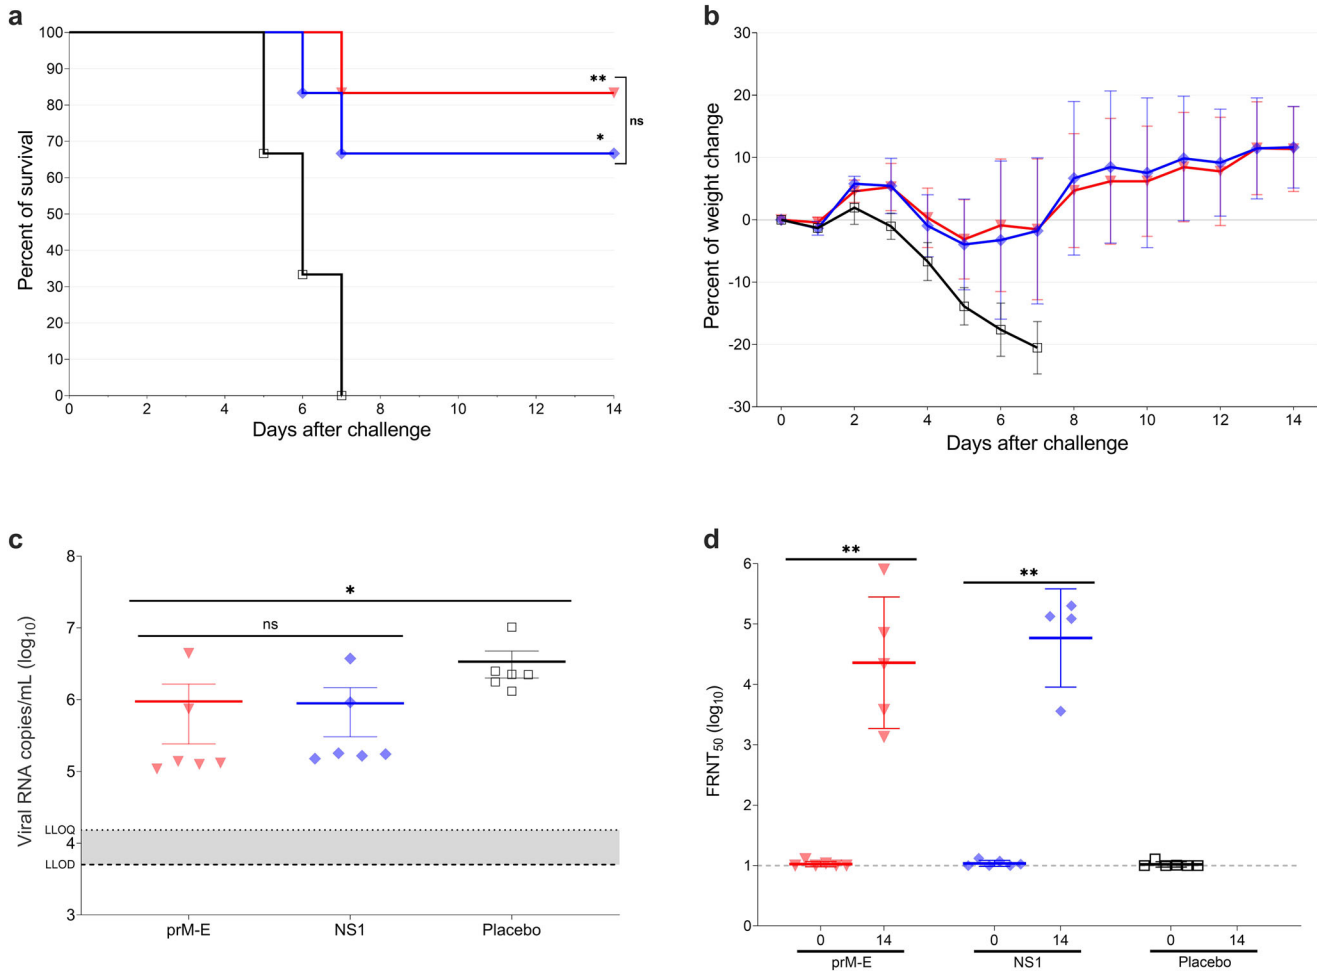 a
100
90
80
70
60
50
40
30
20
10
0
Percent of survival
0 2 4 6 8 10 12 14
Days after challenge
**
*
ns
b
30
20
10
0
-10
-20
-30
Percent of weight change
0 2 4 6 8 10 12 14
Days after challenge
c
8
7
6
5
4
3
Viral RNA copies/mL (log10)
*
ns
LLOQ
LLOD
prM-E NS1 Placebo
d
6
5
4
3
2
1
0
FRNT50 (log10)
**
**
0 14 0 14 0 14
prM-E NS1 Placebo